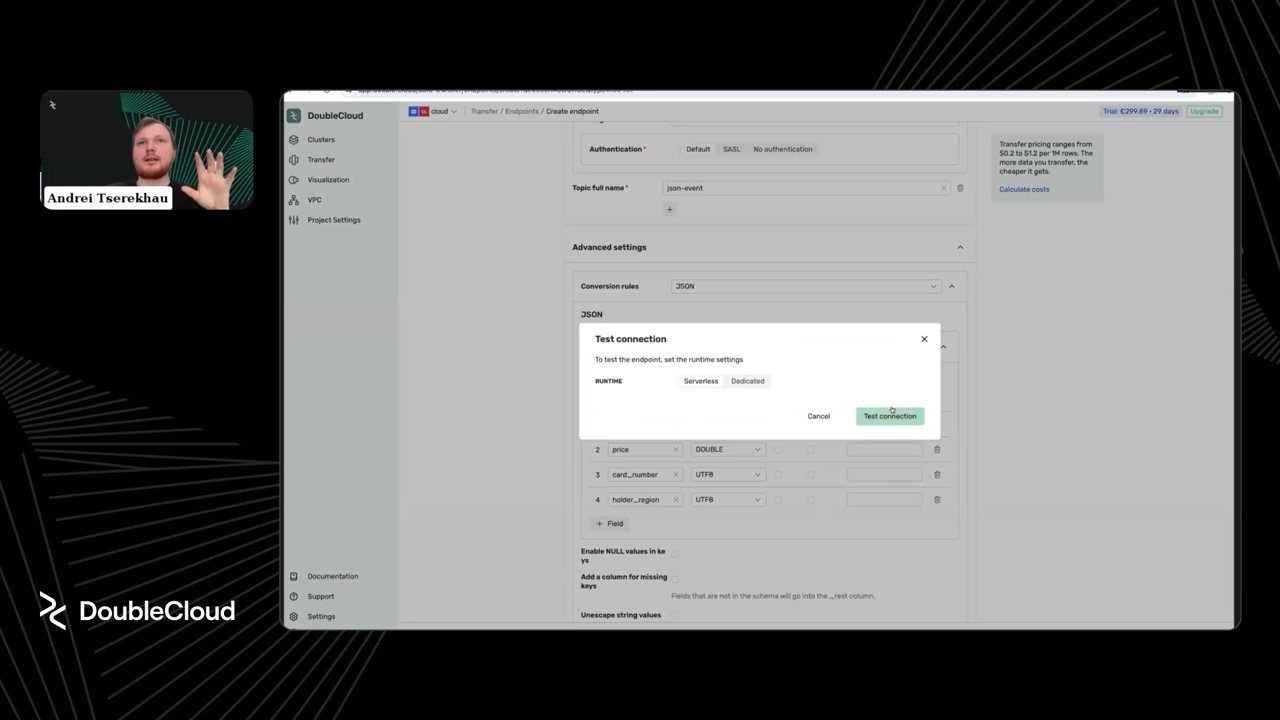 Andrei Tserekhau
DoubleCloud
DoubleCloud
Clusters
Transfer
Visualization
VPC
Project Settings
Documentation
Support
Settings
cloud
Transfer / Endpoints / Create endpoint
Trial: €299.89 • 29 days
Upgrade
Authentication*
Default SASL No authentication
Topic full name* json-event
+
Transfer pricing ranges from
$0.2 to $1.2 per 1M rows. The
more data you transfer, the
cheaper it gets.
Calculate costs
Advanced settings
Conversion rules JSON
JSON
Test connection
To test the endpoint, set the runtime settings
RUNTIME Serverless Dedicated
Cancel Test connection
2 price DOUBLE
3 card_number UTF8
4 holder_region UTF8
+ Field
Enable NULL values in ke
ys
Add a column for missing
keys
Fields that are not in the schema will go into the _rest column.
Unescape string values